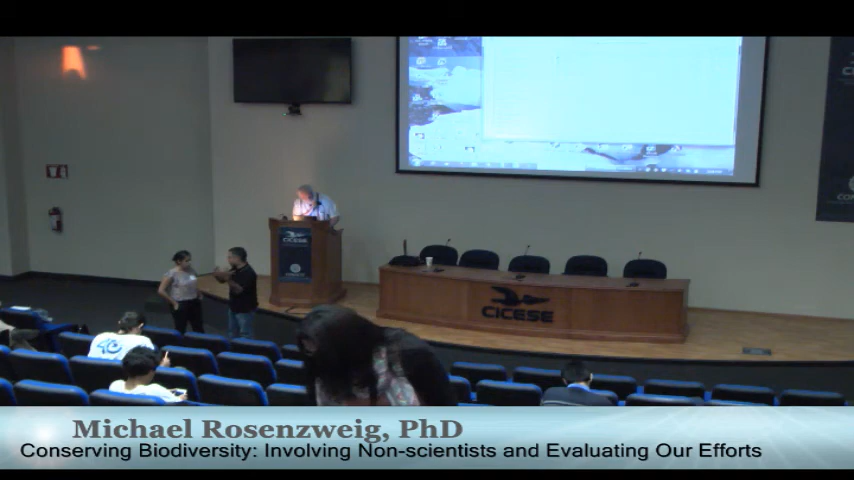 CICESE
CICESE
Michael Rosenzweig, PhD
Conserving Biodiversity: Involving Non-scientists and Evaluating Our Efforts